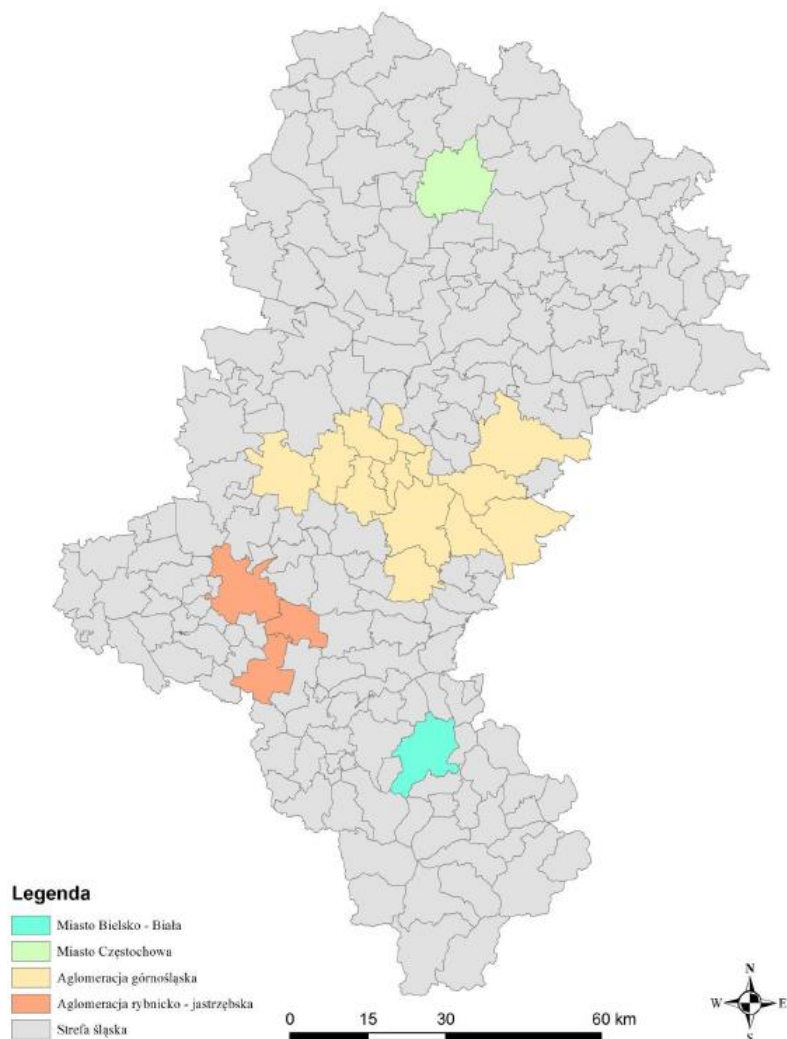 Legenda
Miasto Bielsko - Biała
Miasto Częstochowa
Aglomeracja górnośląska
Aglomeracja rybnicko - jastrzębska
Strefa śląska
0 15 30 60 km
N
W E
S